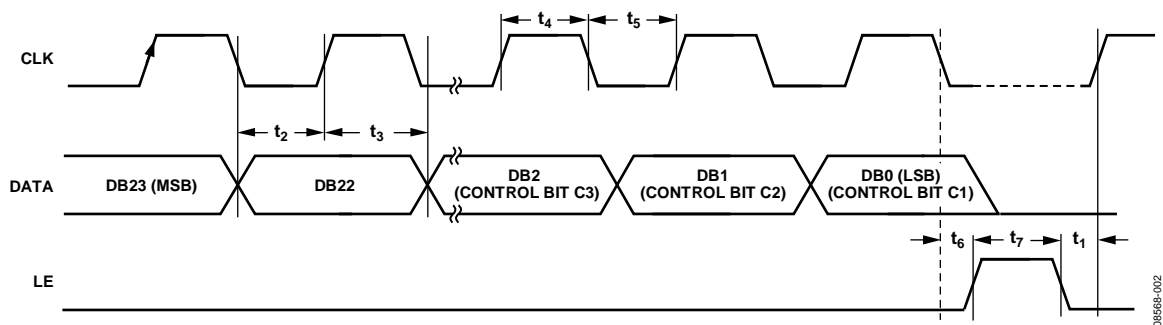 t4 t5
CLK
t2 t3
DATA
DB23 (MSB)
DB22
DB2
(CONTROL BIT C3)
DB1
(CONTROL BIT C2)
DB0 (LSB)
(CONTROL BIT C1)
t6 t7 t1
LE
08568-002